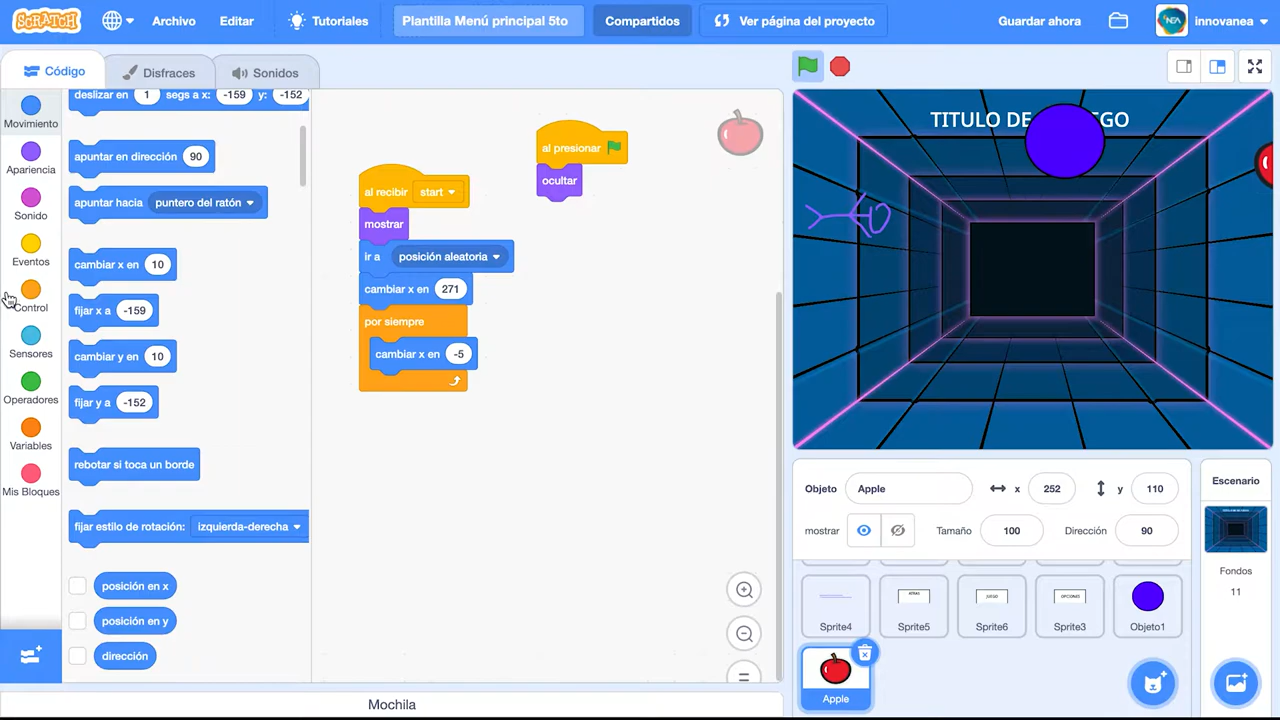 SCRATCH
Archivo
Editar
Tutoriales
Plantilla Menú principal 5to
Compartidos
Ver página del proyecto
Guardar ahora
innovanea
Código
Disfraces
Sonidos
Movimiento
Apariencia
Sonido
Eventos
Control
Sensores
Operadores
Variables
Mis Bloques
deslizar en 1 segs a x: -159 y: -152
apuntar en dirección 90
apuntar hacia puntero del ratón
cambiar x en 10
fijar x a -159
cambiar y en 10
fijar y a -152
rebotar si toca un borde
fijar estilo de rotación: izquierda-derecha
posición en x
posición en y
dirección
al recibir start
mostrar
ir a posición aleatoria
cambiar x en 271
por siempre
cambiar x en -5
al presionar
ocultar
TITULO DE GO
Objeto Apple x 252 y 110
mostrar Tamaño 100 Dirección 90
ATRAS
JUEGO
OPCIONES
Sprite4
Sprite5
Sprite6
Sprite3
Objeto1
Apple
Escenario
Fondos
11
Mochila